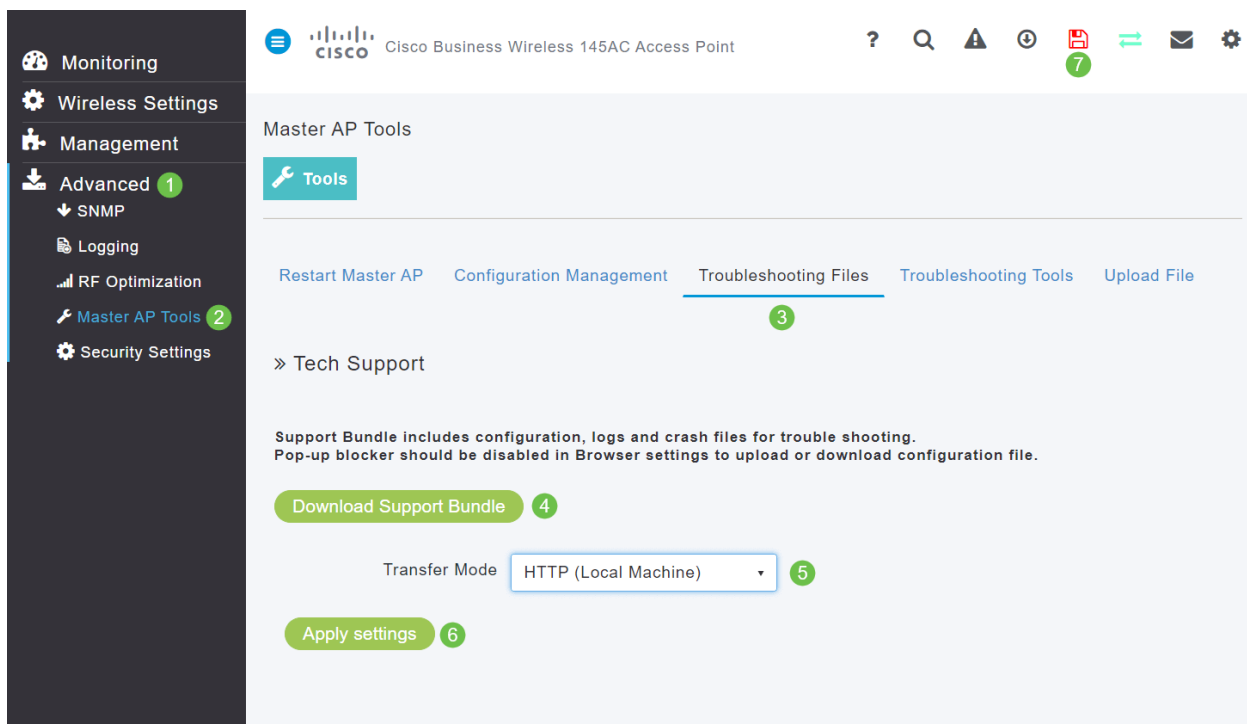 Monitoring
Wireless Settings
Management
Advanced 1
SNMP
Logging
RF Optimization
Master AP Tools 2
Security Settings
CISCO Cisco Business Wireless 145AC Access Point ?
7
Master AP Tools
Tools
Restart Master AP Configuration Management Troubleshooting Files Troubleshooting Tools Upload File
3
» Tech Support
Support Bundle includes configuration, logs and crash files for trouble shooting.
Pop-up blocker should be disabled in Browser settings to upload or download configuration file.
Download Support Bundle 4
Transfer Mode HTTP (Local Machine) 5
Apply settings 6